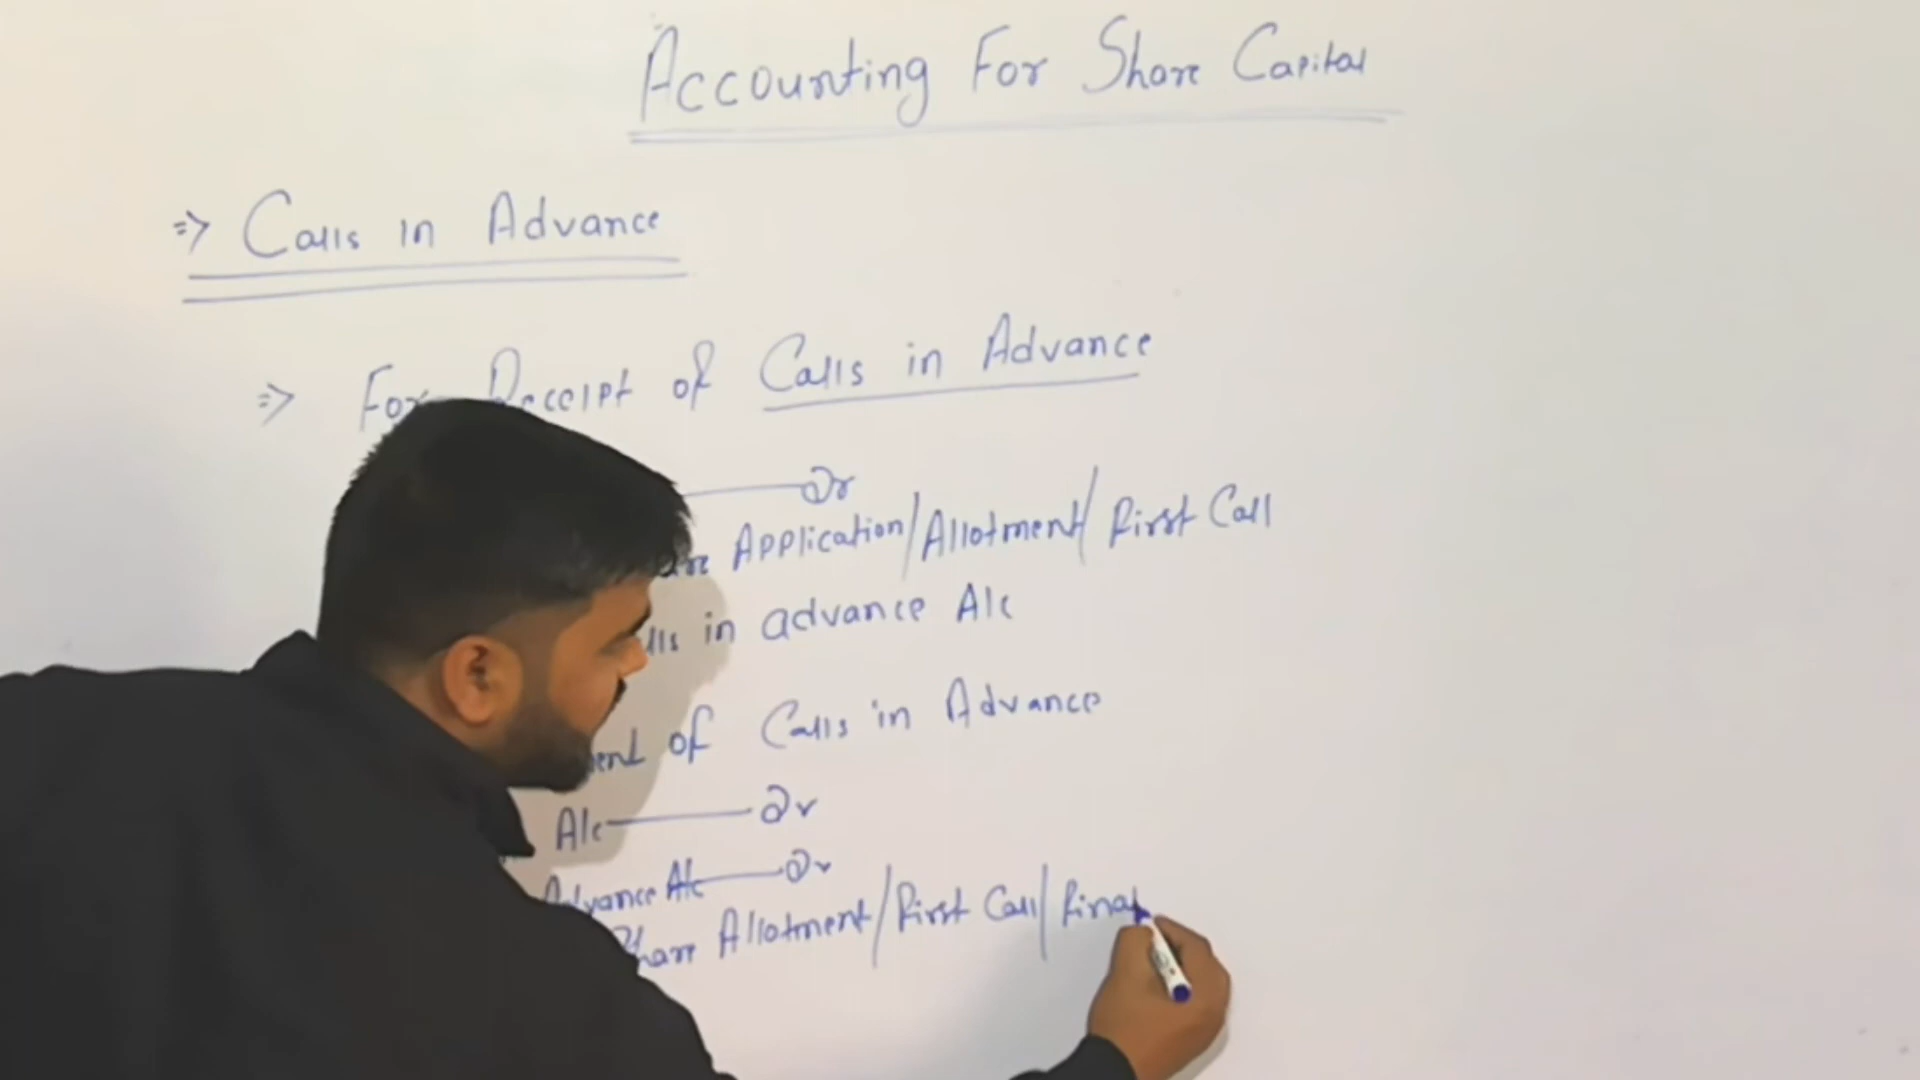 Accounting For Share Capital
=> Calls in Advance
=> For Receipt of Calls in Advance
Dr
Application/Allotment/First Call
in advance A/c
of Calls in Advance
A/c Dr
Advance A/c Dr
Share Allotment/First Call/Final